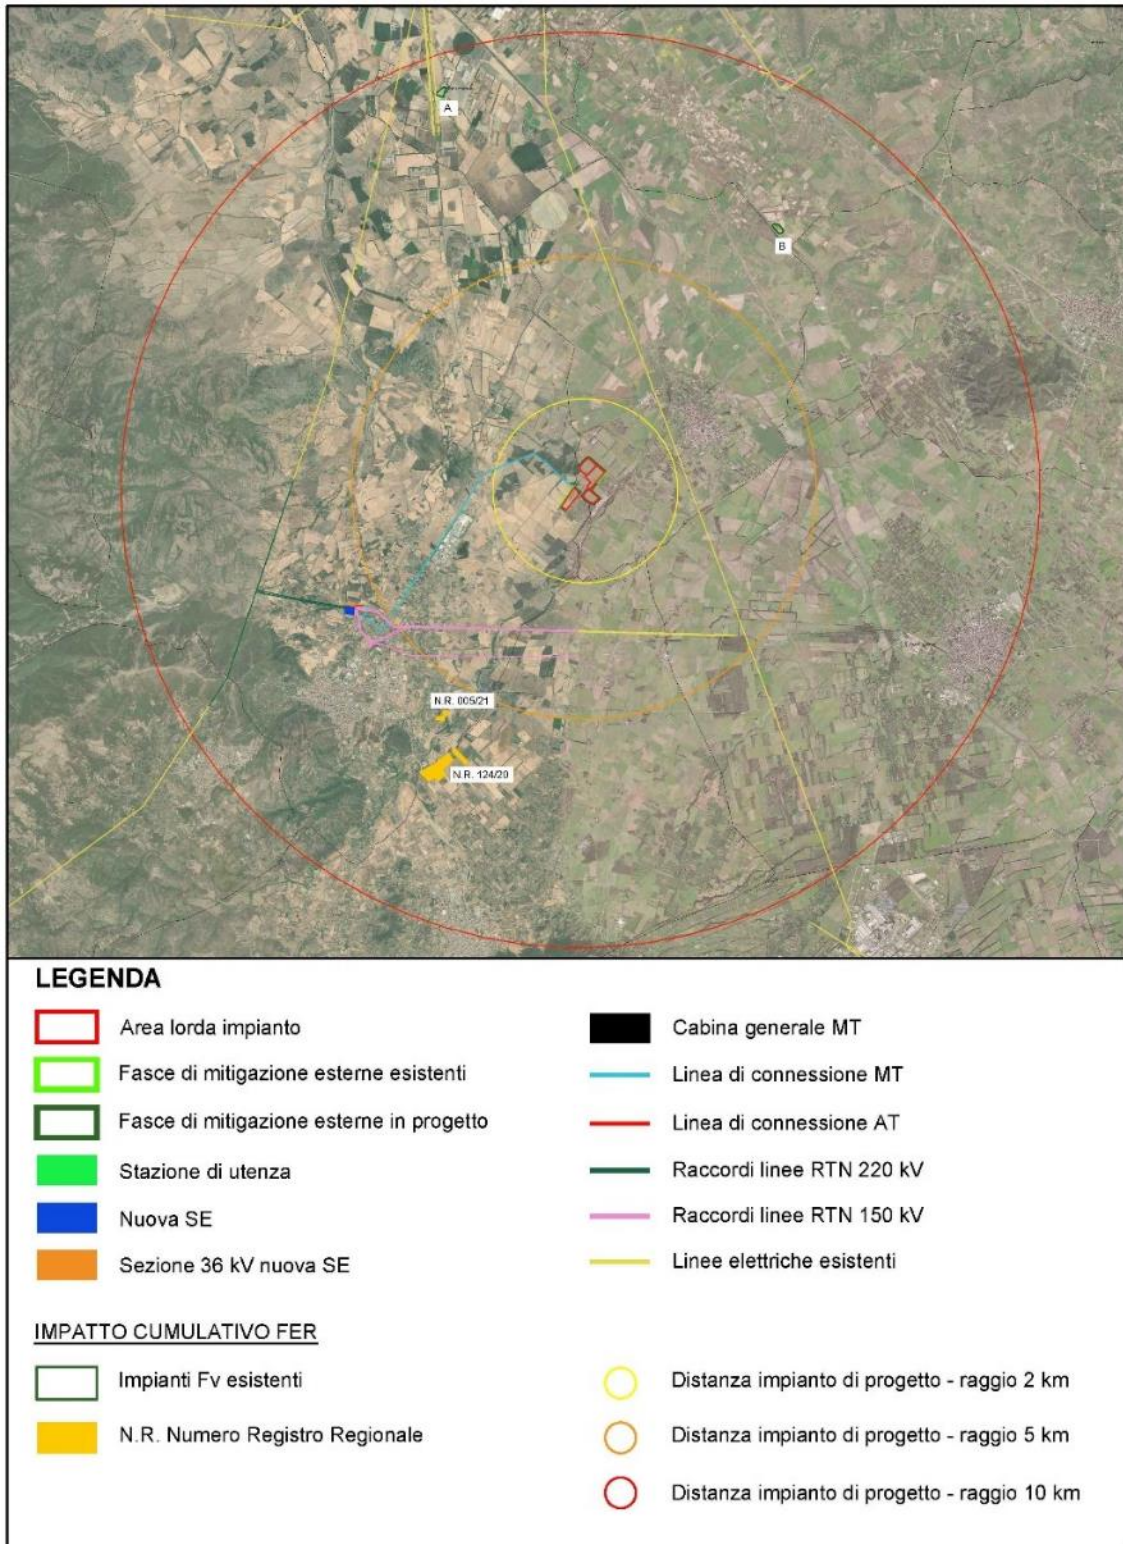 A
B
N.R. 005/21
N.R. 124/20
LEGENDA
Area lorda impianto
Fasce di mitigazione esterne esistenti
Fasce di mitigazione esterne in progetto
Stazione di utenza
Nuova SE
Sezione 36 kV nuova SE
Cabina generale MT
Linea di connessione MT
Linea di connessione AT
Raccordi linee RTN 220 kV
Raccordi linee RTN 150 kV
Linee elettriche esistenti
IMPATTO CUMULATIVO FER
Impianti Fv esistenti
N.R. Numero Registro Regionale
Distanza impianto di progetto - raggio 2 km
Distanza impianto di progetto - raggio 5 km
Distanza impianto di progetto - raggio 10 km